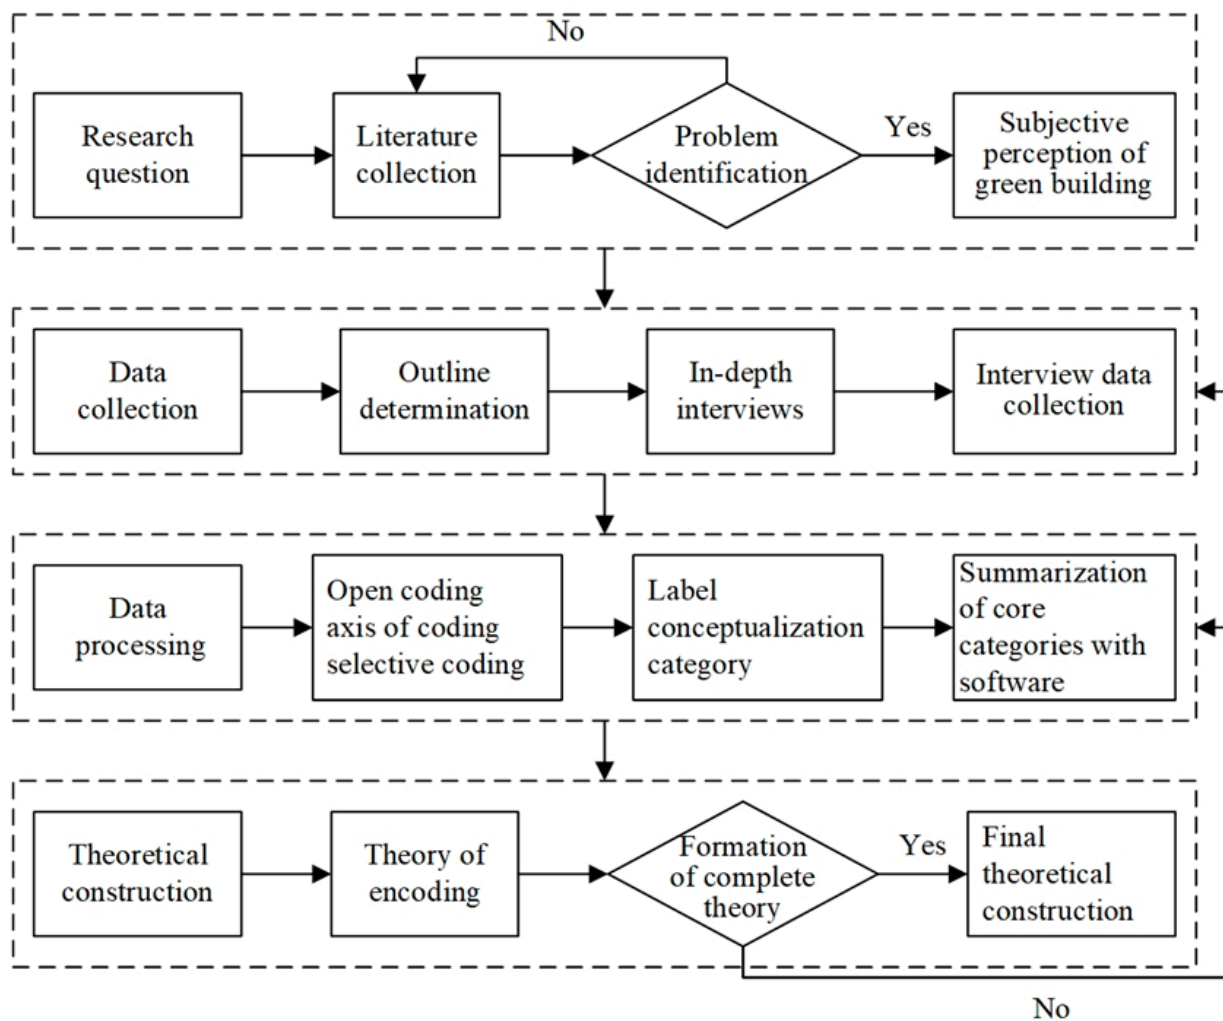 No
Research
question
Literature
collection
Problem
identification
Yes
Subjective
perception of
green building
Data
collection
Outline
determination
In-depth
interviews
Interview data
collection
Data
processing
Open coding
axis of coding
selective coding
Label
conceptualization
category
Summarization
of core
categories with
software
Theoretical
construction
Theory of
encoding
Formation
of complete
theory
Yes
Final
theoretical
construction
No